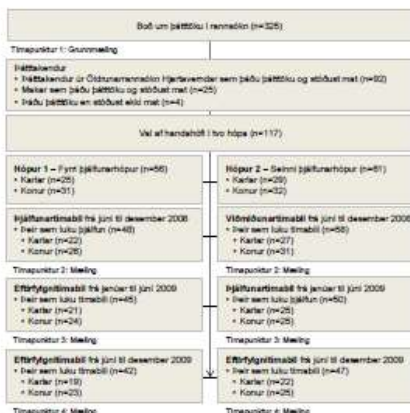 Boð um þátttöku í rannsókn (n=325)
Tímapunktur 1: Grunnmæling
Þátttakendur
• Þátttakendur úr Öldrunarrannsókn Hjartaverndar sem þáðu þátttöku og stóðust mat (n=92)
• Makar sem þáðu þátttöku og stóðust mat (n=25)
• Þáðu þátttöku en stóðust ekki mat (n=4)
Val af handahófi í tvo hópa (n=117)
Hópur 1 – Fyrri þjálfunarhópur (n=56)
• Karlar (n=25)
• Konur (n=31)
Hópur 2 – Seinni þjálfunarhópur (n=61)
• Karlar (n=29)
• Konur (n=32)
Þjálfunartímabil frá júní til desember 2008
• Þeir sem luku þjálfun (n=48)
• Karlar (n=22)
• Konur (n=26)
Viðmiðunartímabil frá júní til desember 2008
• Þeir sem luku tímabili (n=58)
• Karlar (n=27)
• Konur (n=31)
Tímapunktur 2: Mæling
Tímapunktur 2: Mæling
Eftirfylgnitímabil frá janúar til júní 2009
• Þeir sem luku tímabili (n=45)
• Karlar (n=21)
• Konur (n=24)
Þjálfunartímabil frá janúar til júní 2009
• Þeir sem luku þjálfun (n=50)
• Karlar (n=25)
• Konur (n=25)
Tímapunktur 3: Mæling
Tímapunktur 3: Mæling
Eftirfylgnitímabil frá júní til desember 2009
• Þeir sem luku tímabili (n=42)
• Karlar (n=19)
• Konur (n=23)
Eftirfylgnitímabil frá júní til desember 2009
• Þeir sem luku tímabili (n=47)
• Karlar (n=22)
• Konur (n=25)
Tímapunktur 4: Mæling
Tímapunktur 4: Mæling